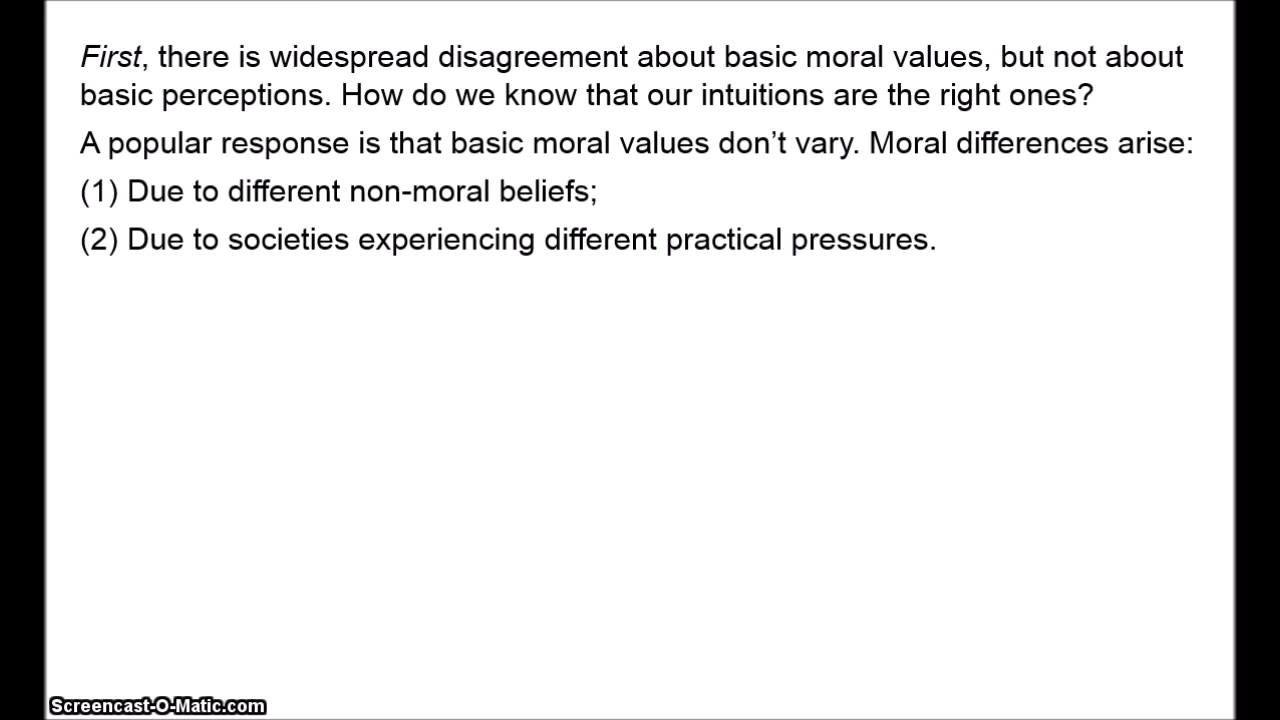 First, there is widespread disagreement about basic moral values, but not about
basic perceptions. How do we know that our intuitions are the right ones?
A popular response is that basic moral values don’t vary. Moral differences arise:
(1) Due to different non-moral beliefs;
(2) Due to societies experiencing different practical pressures.
Screencast-O-Matic.com